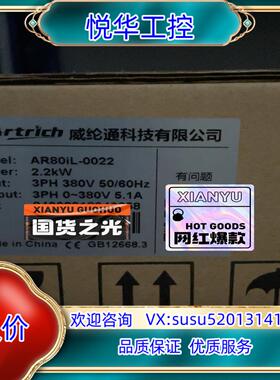 悦华工控
Artrich 威纶通科技有限公司
AR80iL-0022
2.2kW
3PH 380V 50/60Hz
3PH 0~380V 5.1A
有问题
XIANYU GUOHUO
国货之光
XIANYU
HOT GOODS
网红爆款
GB12668.3
价
欢迎咨询 VX:susu52013141
品质保证 服务优质